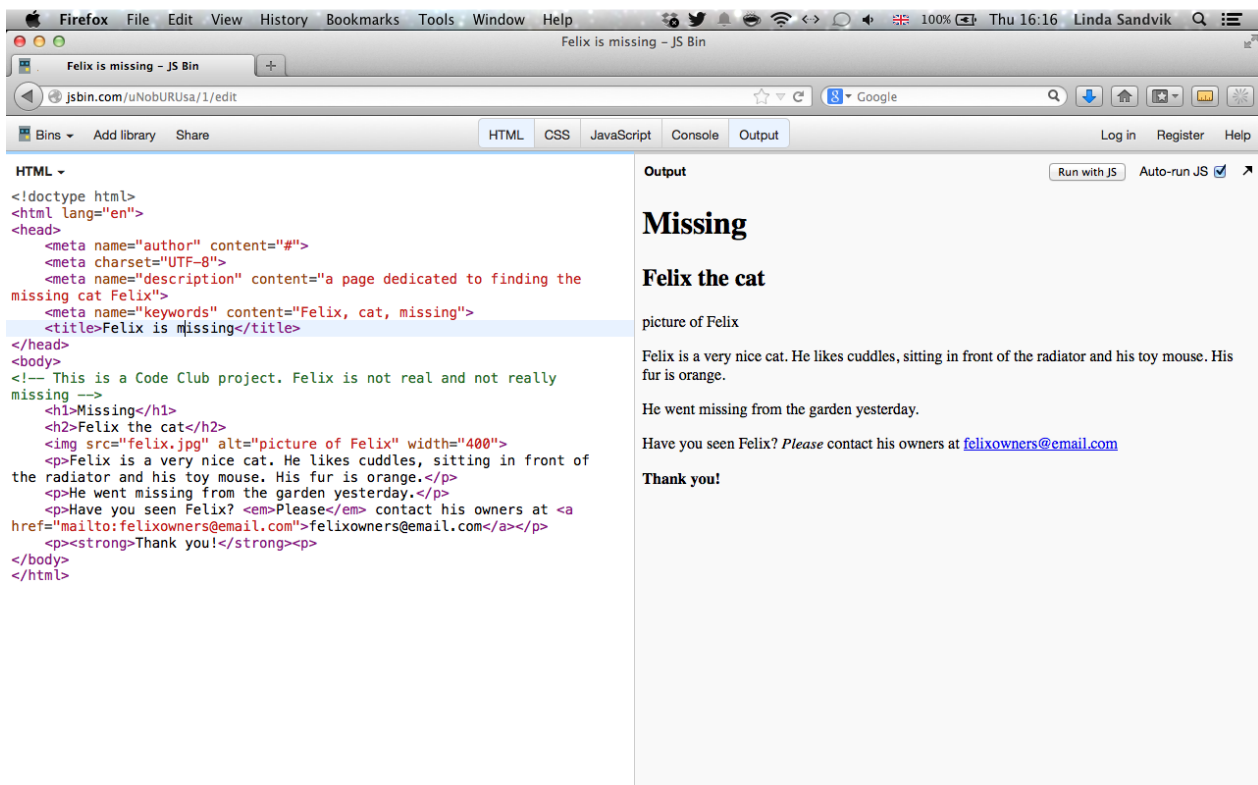 Firefox File Edit View History Bookmarks Tools Window Help 100% Thu 16:16 Linda Sandvik
Felix is missing – JS Bin
Felix is missing – JS Bin
jsbin.com/uNobURUsa/1/edit
8 Google
Bins Add library Share HTML CSS JavaScript Console Output Log in Register Help
HTML
<!doctype html>
<html lang="en">
<head>
    <meta name="author" content="#">
    <meta charset="UTF-8">
    <meta name="description" content="a page dedicated to finding the
missing cat Felix">
    <meta name="keywords" content="Felix, cat, missing">
    <title>Felix is missing</title>
</head>
<body>
<!-- This is a Code Club project. Felix is not real and not really
missing -->
    <h1>Missing</h1>
    <h2>Felix the cat</h2>
    <img src="felix.jpg" alt="picture of Felix" width="400">
    <p>Felix is a very nice cat. He likes cuddles, sitting in front of
the radiator and his toy mouse. His fur is orange.</p>
    <p>He went missing from the garden yesterday.</p>
    <p>Have you seen Felix? <em>Please</em> contact his owners at <a
href="mailto:felixowners@email.com">felixowners@email.com</a></p>
    <p><strong>Thank you!</strong><p>
</body>
</html>
Output Run with JS Auto-run JS
Missing
Felix the cat
picture of Felix
Felix is a very nice cat. He likes cuddles, sitting in front of the radiator and his toy mouse. His
fur is orange.
He went missing from the garden yesterday.
Have you seen Felix? Please contact his owners at felixowners@email.com
Thank you!